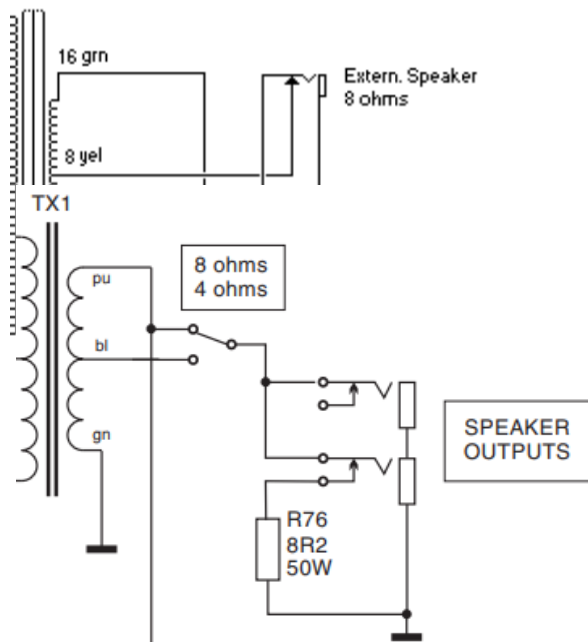 16 grn
Extern. Speaker
8 ohms
8 yel
TX1
pu
8 ohms
4 ohms
bl
gn
SPEAKER
OUTPUTS
R76
8R2
50W